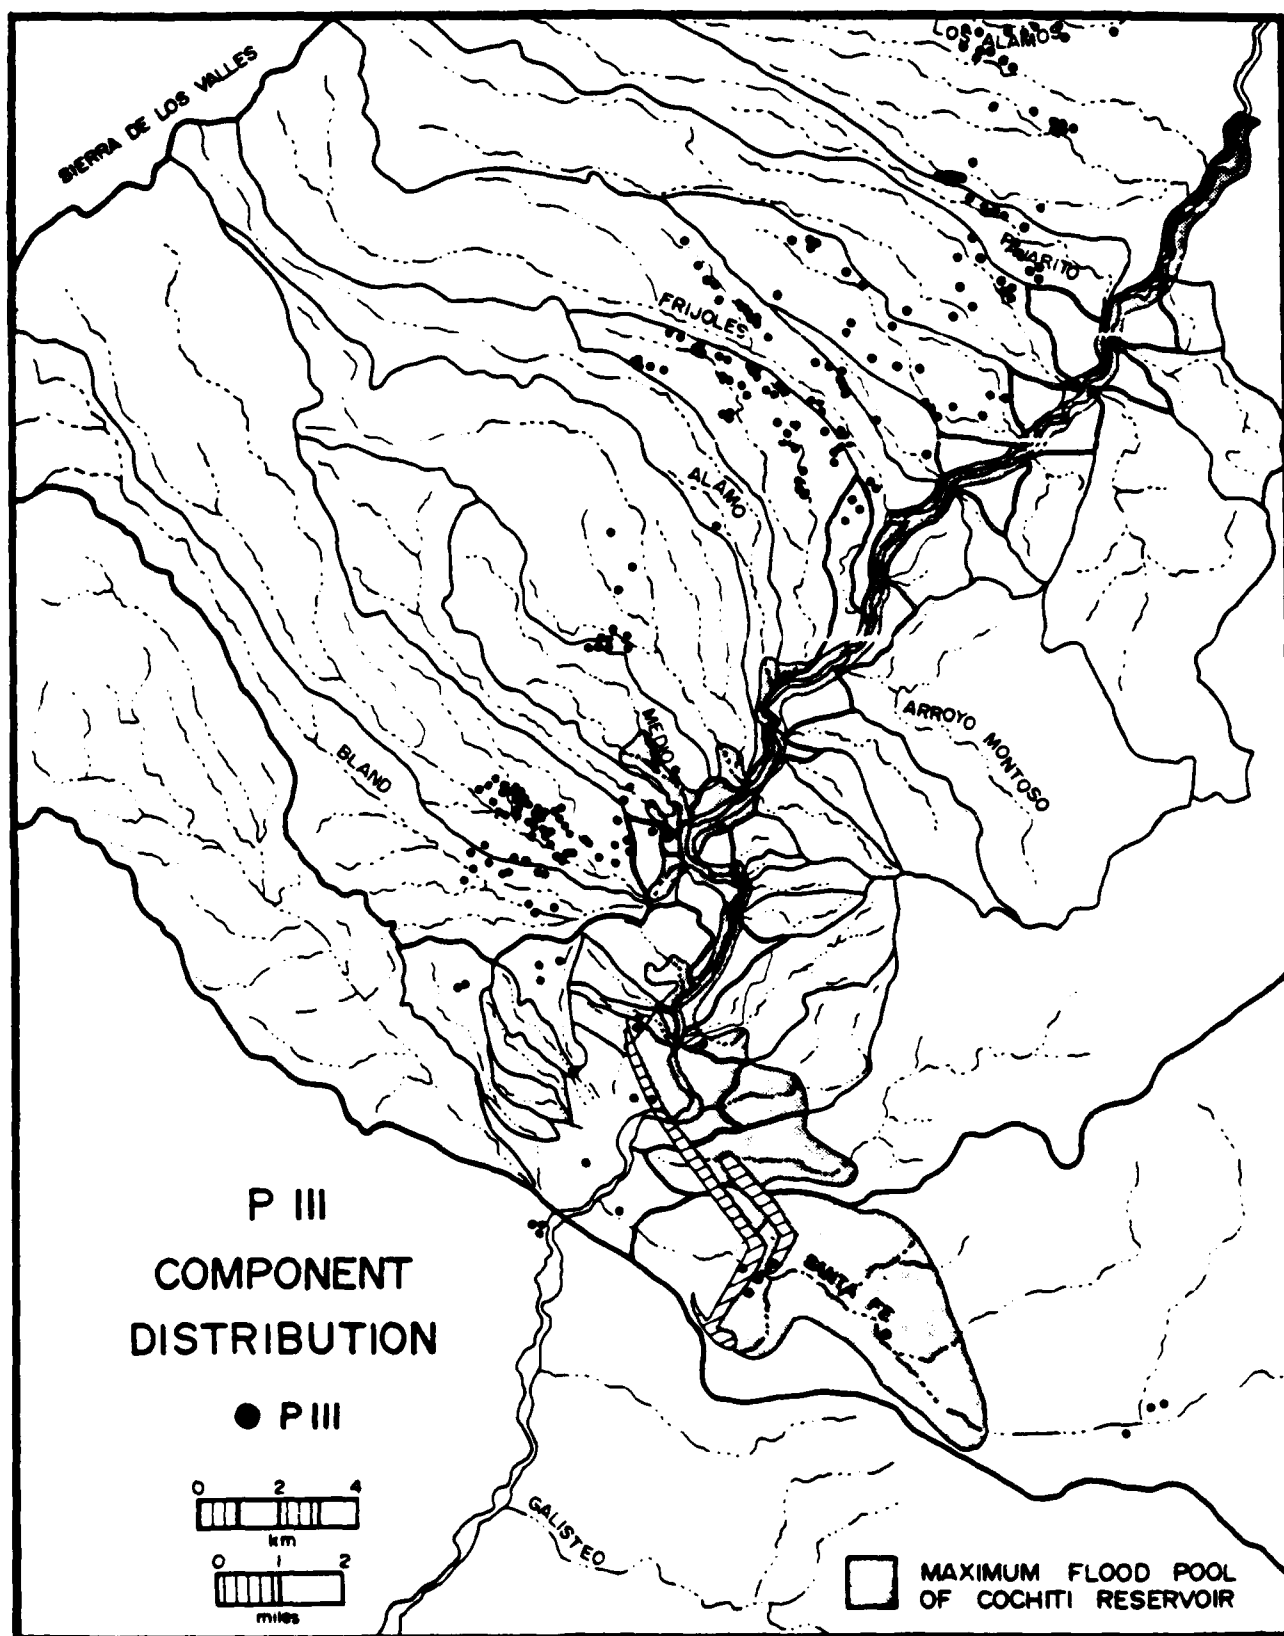 LOS ALAMOS
SIERRA DE LOS VALLES
PAJARITO
FRIJOLES
ALAMO
ARROYO MONTOSO
MEDIO
BLAND
SANTA FE
GALISTEO
P III
COMPONENT
DISTRIBUTION
P III
0 2 4
km
0 1 2
miles
MAXIMUM FLOOD POOL
OF COCHITI RESERVOIR